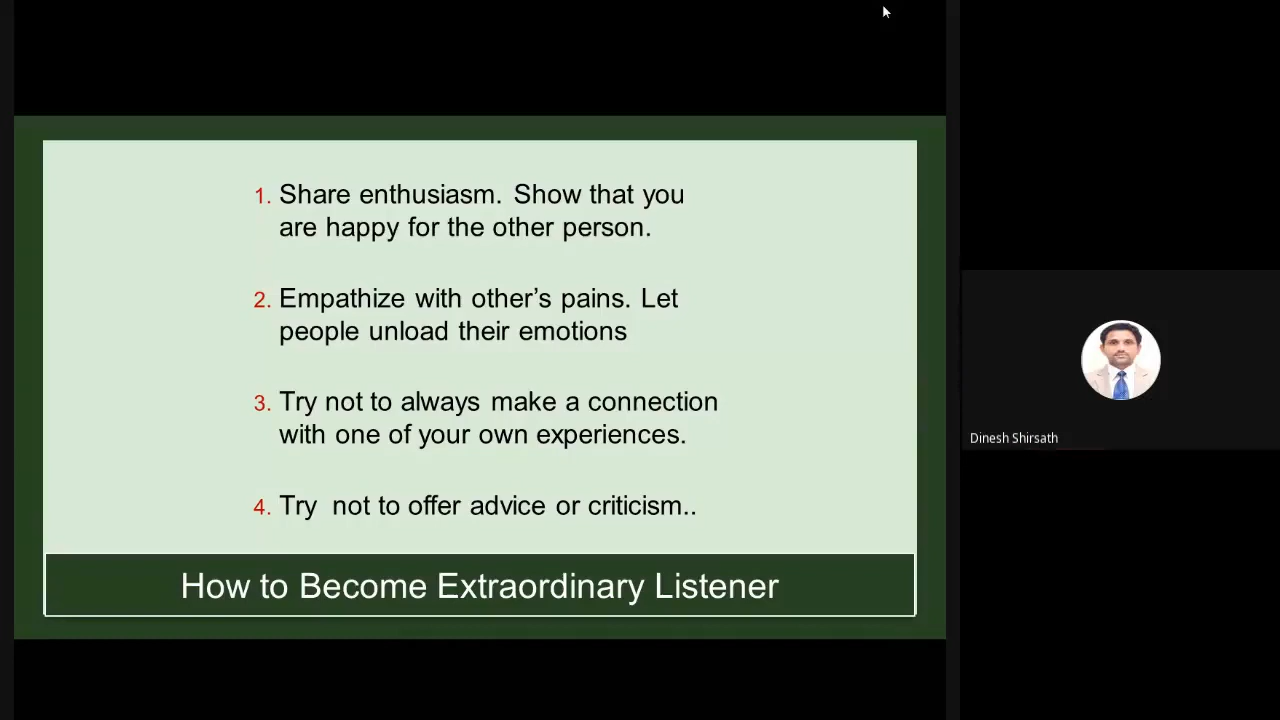 1. Share enthusiasm. Show that you
are happy for the other person.
2. Empathize with other’s pains. Let
people unload their emotions
3. Try not to always make a connection
with one of your own experiences.
4. Try  not to offer advice or criticism..
How to Become Extraordinary Listener
Dinesh Shirsath